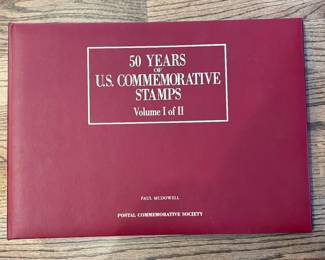 50 YEARS
OF
U.S. COMMEMORATIVE
STAMPS
Volume I of II
PAUL MCDOWELL
POSTAL COMMEMORATIVE SOCIETY